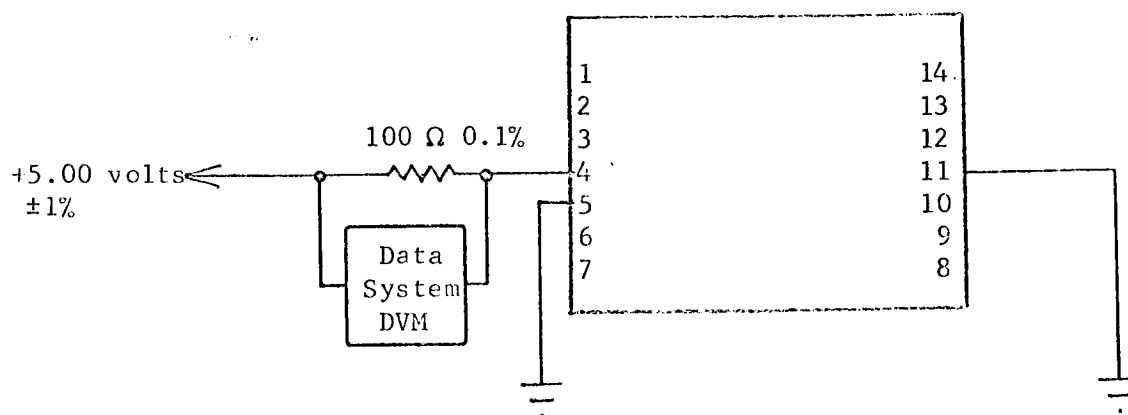 1 14
2 13
100 Ω 0.1% 3 12
+5.00 volts 4 11
±1% 5 10
6 9
7 8
Data
System
DVM